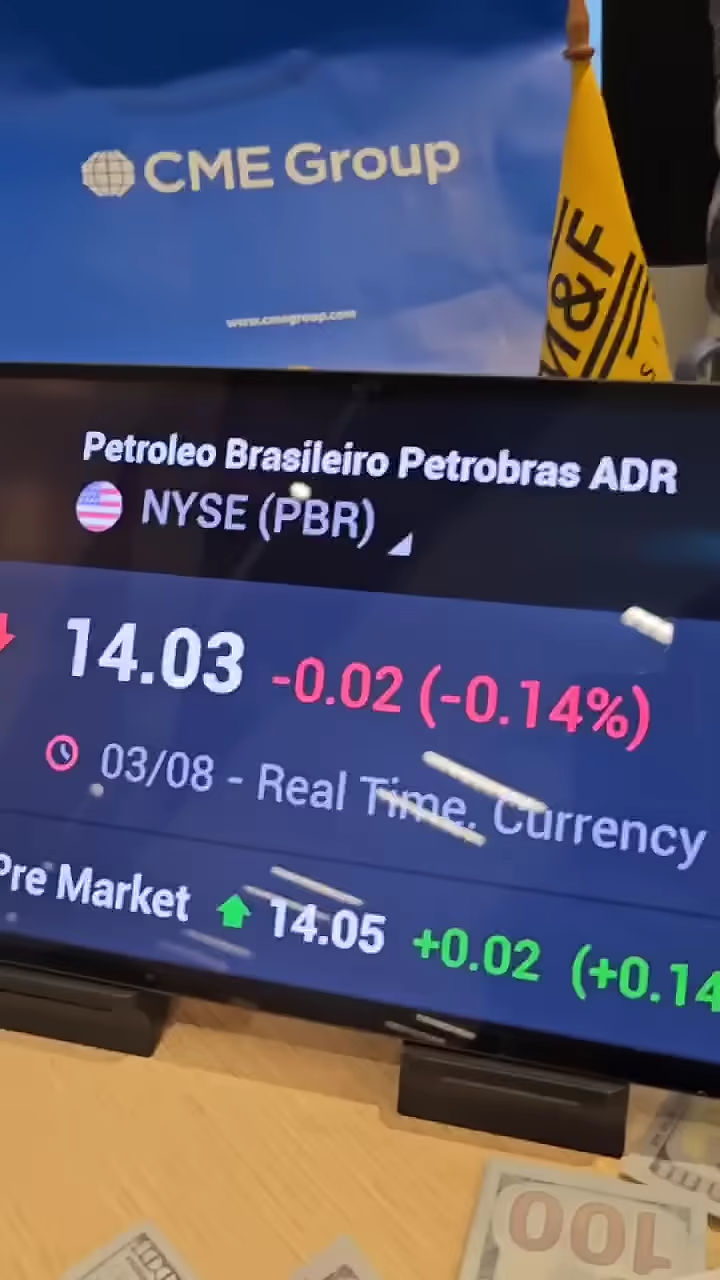 CME Group
www.cmegroup.com
M&F
Petroleo Brasileiro Petrobras ADR
NYSE (PBR)
14.03 -0.02 (-0.14%)
03/08 - Real Time. Currency
Pre Market 14.05 +0.02 (+0.14
100